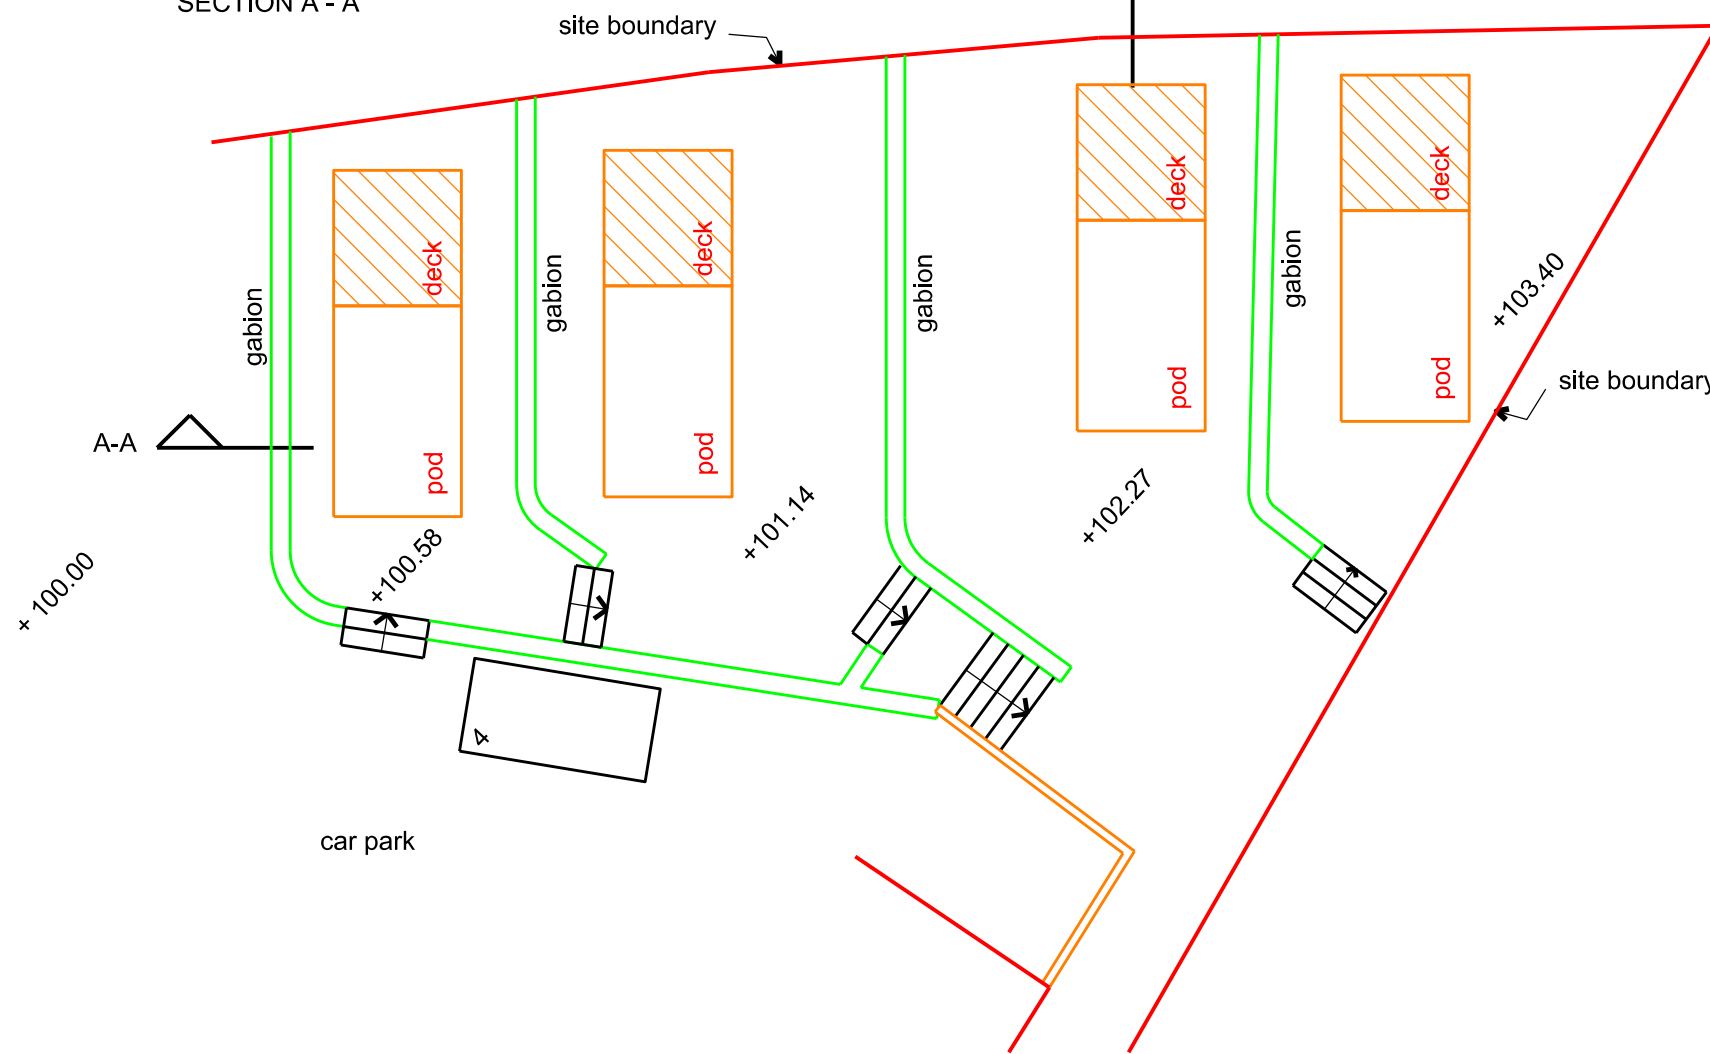 SECTION A - A
site boundary
deck
deck
deck
deck
gabion
gabion
gabion
gabion
+103.40
site boundary
pod
pod
pod
pod
A-A
+ 100.00
+100.58
+101.14
+102.27
4
car park